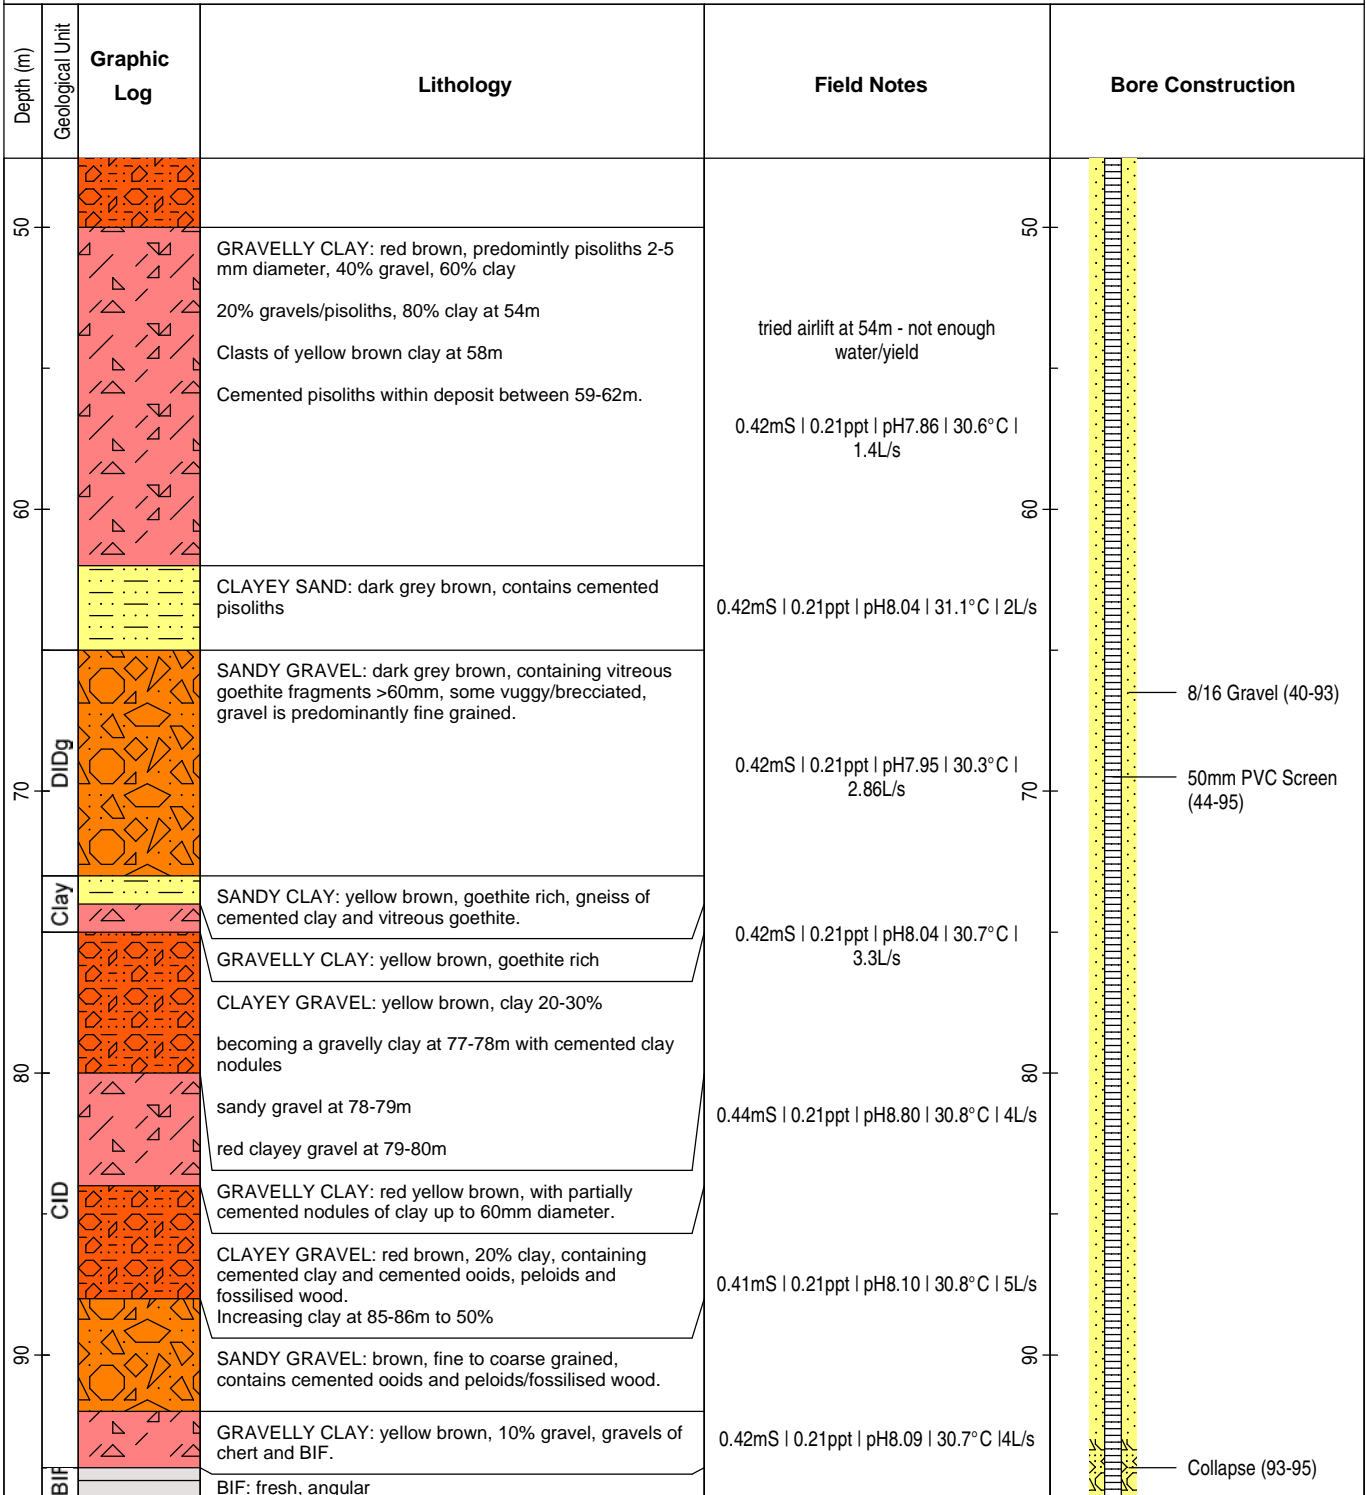 Depth (m)
Geological Unit
Graphic
Log
Lithology
Field Notes
Bore Construction
50
GRAVELLY CLAY: red brown, predomintly pisoliths 2-5
mm diameter, 40% gravel, 60% clay
20% gravels/pisoliths, 80% clay at 54m
Clasts of yellow brown clay at 58m
Cemented pisoliths within deposit between 59-62m.
tried airlift at 54m - not enough
water/yield
0.42mS | 0.21ppt | pH7.86 | 30.6°C |
1.4L/s
50
60
60
CLAYEY SAND: dark grey brown, contains cemented
pisoliths
0.42mS | 0.21ppt | pH8.04 | 31.1°C | 2L/s
DIDg
SANDY GRAVEL: dark grey brown, containing vitreous
goethite fragments >60mm, some vuggy/brecciated,
gravel is predominantly fine grained.
8/16 Gravel (40-93)
0.42mS | 0.21ppt | pH7.95 | 30.3°C |
2.86L/s
70
70
50mm PVC Screen
(44-95)
Clay
SANDY CLAY: yellow brown, goethite rich, gneiss of
cemented clay and vitreous goethite.
0.42mS | 0.21ppt | pH8.04 | 30.7°C |
3.3L/s
GRAVELLY CLAY: yellow brown, goethite rich
CLAYEY GRAVEL: yellow brown, clay 20-30%
becoming a gravelly clay at 77-78m with cemented clay
nodules
sandy gravel at 78-79m
red clayey gravel at 79-80m
80
80
0.44mS | 0.21ppt | pH8.80 | 30.8°C | 4L/s
CID
GRAVELLY CLAY: red yellow brown, with partially
cemented nodules of clay up to 60mm diameter.
CLAYEY GRAVEL: red brown, 20% clay, containing
cemented clay and cemented ooids, peloids and
fossilised wood.
Increasing clay at 85-86m to 50%
0.41mS | 0.21ppt | pH8.10 | 30.8°C | 5L/s
90
90
SANDY GRAVEL: brown, fine to coarse grained,
contains cemented ooids and peloids/fossilised wood.
GRAVELLY CLAY: yellow brown, 10% gravel, gravels of
chert and BIF.
0.42mS | 0.21ppt | pH8.09 | 30.7°C |4L/s
Collapse (93-95)
BIF
BIF: fresh, angular